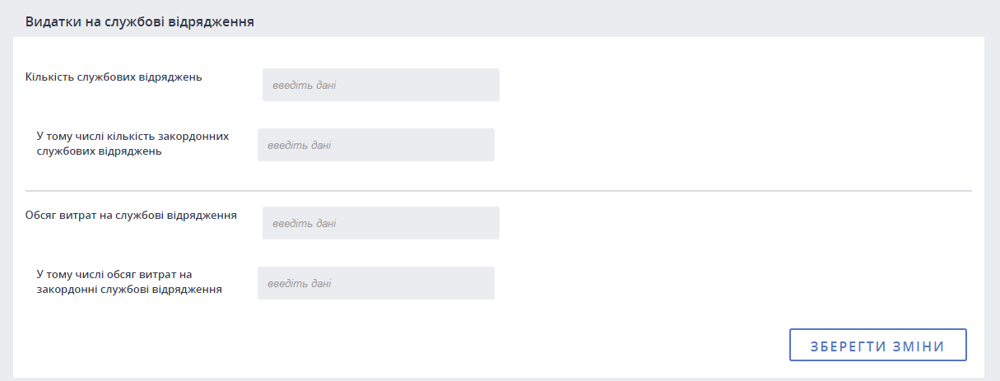 Видатки на службові відрядження
Кількість службових відряджень
введіть дані
У тому числі кількість закордонних
службових відряджень
введіть дані
Обсяг витрат на службові відрядження
введіть дані
У тому числі обсяг витрат на
закордонні службові відрядження
введіть дані
ЗБЕРЕГТИ ЗМІНИ